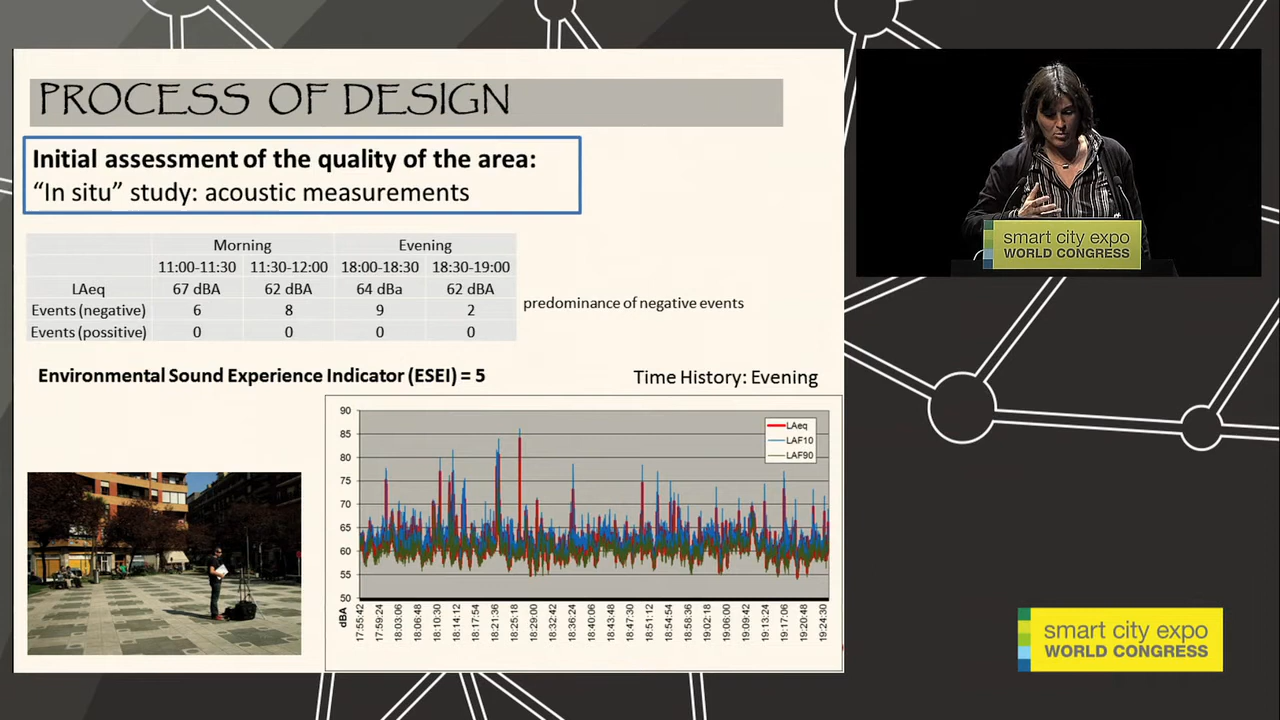 PROCESS OF DESIGN
Initial assessment of the quality of the area:
“In situ” study: acoustic measurements
Morning Evening
11:00-11:30 11:30-12:00 18:00-18:30 18:30-19:00
LAeq 67 dBA 62 dBA 64 dBa 62 dBA
Events (negative) 6 8 9 2
Events (possitive) 0 0 0 0
predominance of negative events
Environmental Sound Experience Indicator (ESEI) = 5
Time History: Evening
90
85
80
75
70
65
60
55
50
dBA
LAeq
LAF10
LAF90
17:55:42 17:59:24 18:03:06 18:06:48 18:10:30 18:14:12 18:17:54 18:21:36 18:25:18 18:29:00 18:32:42 18:36:24 18:40:06 18:43:48 18:47:30 18:51:12 18:54:54 18:58:36 19:02:18 19:06:00 19:09:42 19:13:24 19:17:06 19:20:48 19:24:30
smart city expo
WORLD CONGRESS
smart city expo
WORLD CONGRESS